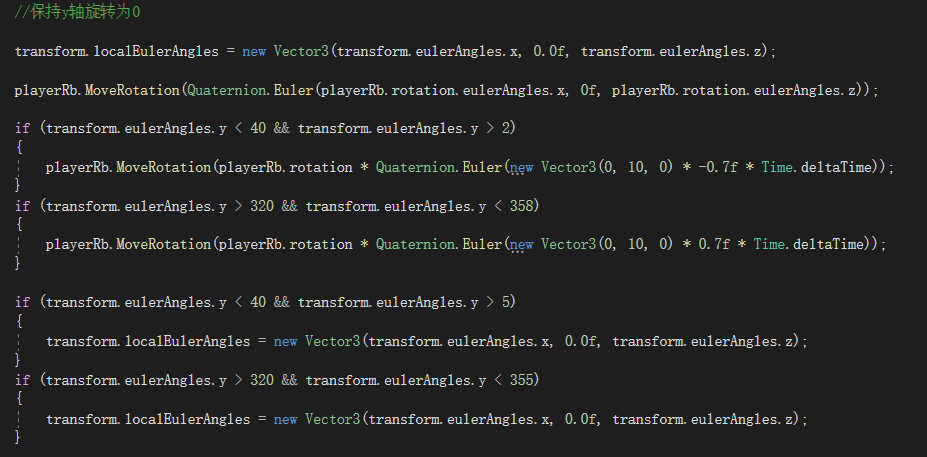 //保持y轴旋转为0
transform.localEulerAngles = new Vector3(transform.eulerAngles.x, 0.0f, transform.eulerAngles.z);
playerRb.MoveRotation(Quaternion.Euler(playerRb.rotation.eulerAngles.x, 0f, playerRb.rotation.eulerAngles.z));
if (transform.eulerAngles.y < 40 && transform.eulerAngles.y > 2)
{
playerRb.MoveRotation(playerRb.rotation * Quaternion.Euler(new Vector3(0, 10, 0) * -0.7f * Time.deltaTime));
}
if (transform.eulerAngles.y > 320 && transform.eulerAngles.y < 358)
{
playerRb.MoveRotation(playerRb.rotation * Quaternion.Euler(new Vector3(0, 10, 0) * 0.7f * Time.deltaTime));
}
if (transform.eulerAngles.y < 40 && transform.eulerAngles.y > 5)
{
transform.localEulerAngles = new Vector3(transform.eulerAngles.x, 0.0f, transform.eulerAngles.z);
}
if (transform.eulerAngles.y > 320 && transform.eulerAngles.y < 355)
{
transform.localEulerAngles = new Vector3(transform.eulerAngles.x, 0.0f, transform.eulerAngles.z);
}